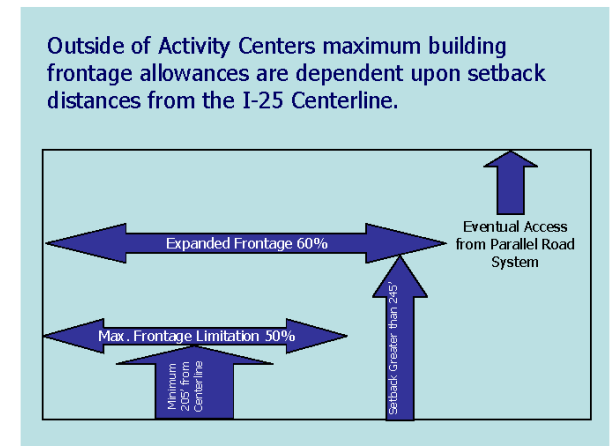 Outside of Activity Centers maximum building
frontage allowances are dependent upon setback
distances from the I-25 Centerline.
Eventual Access
from Parallel Road
System
Expanded Frontage 60%
Setback Greater than 245'
Max. Frontage Limitation 50%
Minimum
205' from
Centerline